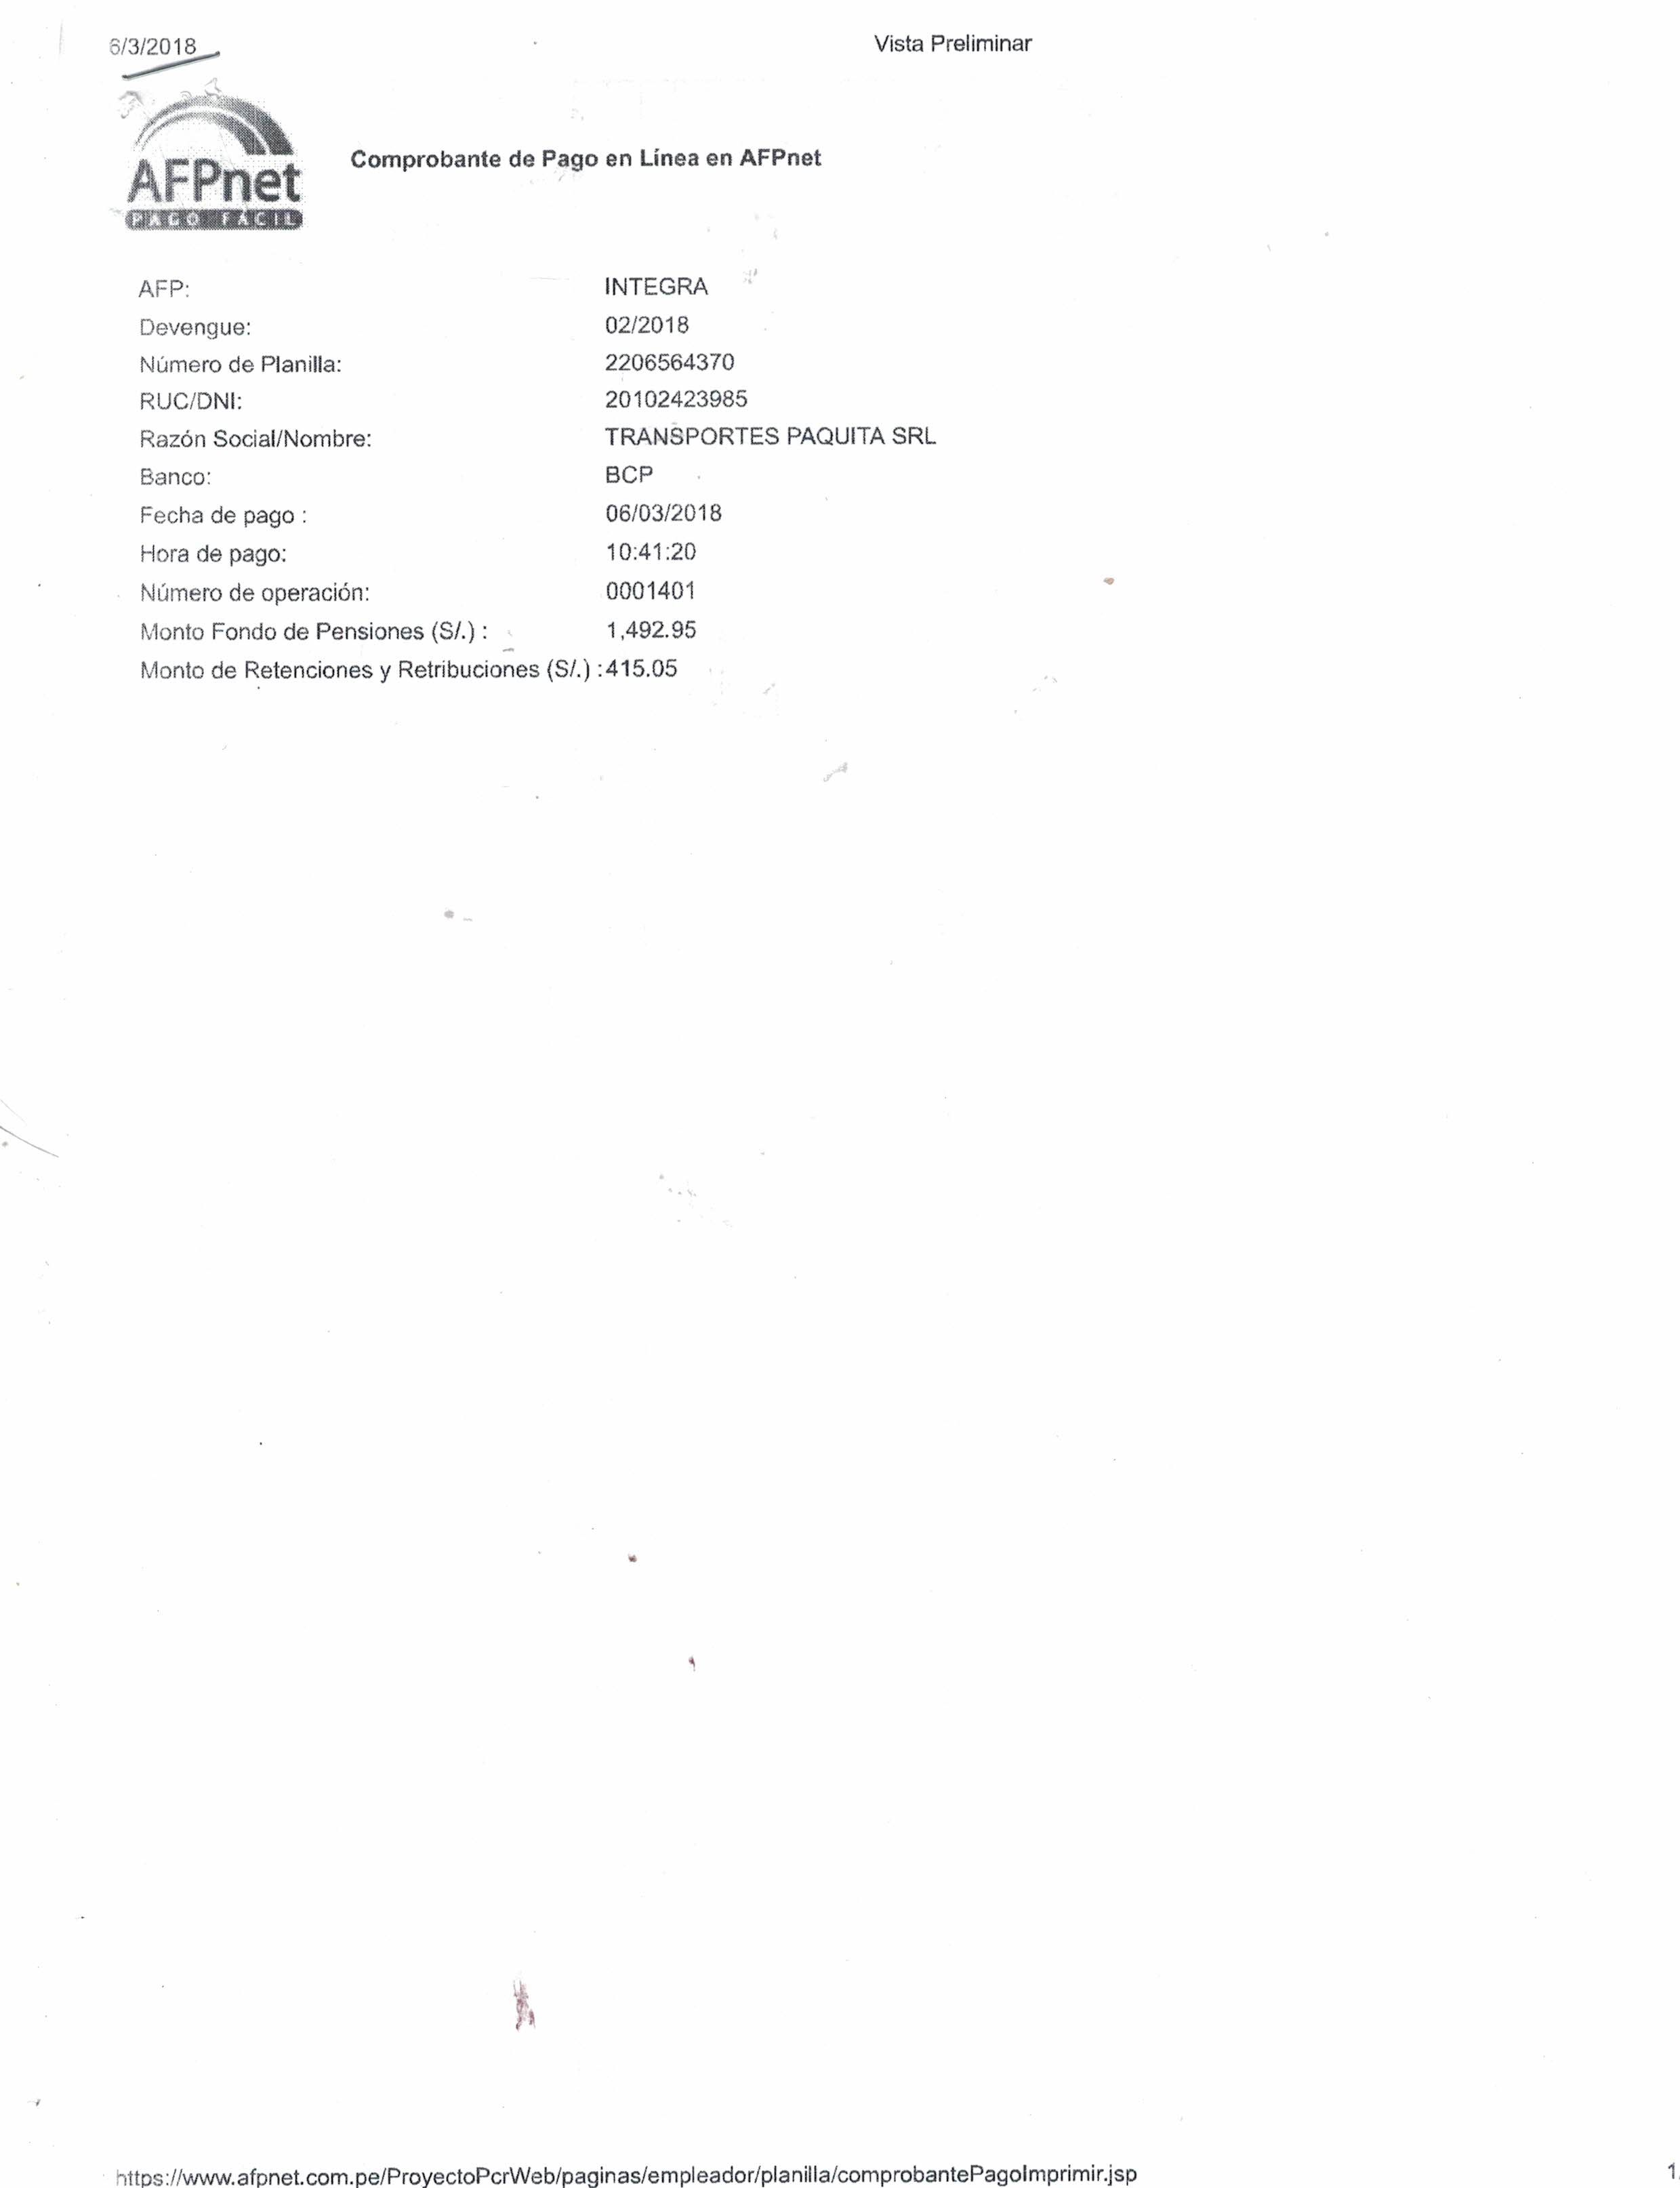 6/3/2018 Vista Preliminar
AFPnet
PAGO FACIL
Comprobante de Pago en Línea en AFPnet
AFP: INTEGRA
Devengue: 02/2018
Número de Planilla: 2206564370
RUC/DNI: 20102423985
Razón Social/Nombre: TRANSPORTES PAQUITA SRL
Banco: BCP
Fecha de pago : 06/03/2018
Hora de pago: 10:41:20
Número de operación: 0001401
Monto Fondo de Pensiones (S/.) : 1,492.95
Monto de Retenciones y Retribuciones (S/.) :415.05
https://www.afpnet.com.pe/ProyectoPcrWeb/paginas/empleador/planilla/comprobantePagoImprimir.jsp 1